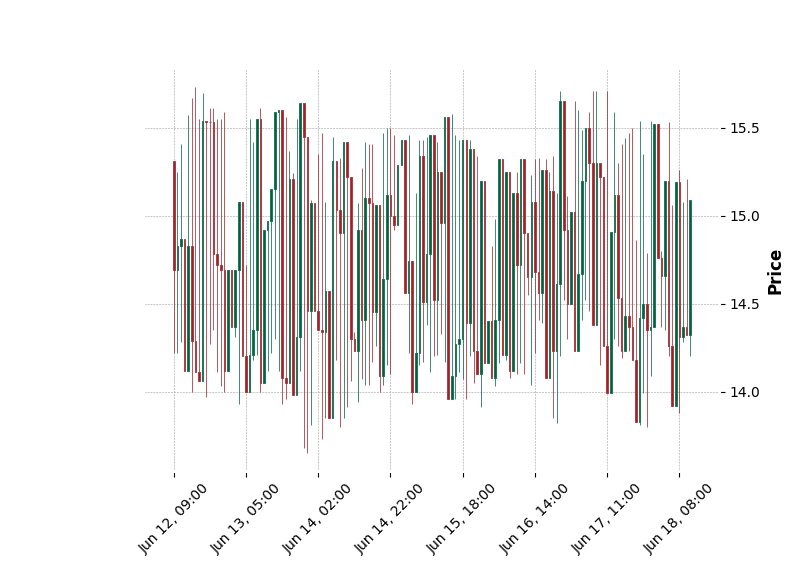 15.5
15.0
14.5
14.0
Price
Jun 12, 09:00
Jun 13, 05:00
Jun 14, 02:00
Jun 14, 22:00
Jun 15, 18:00
Jun 16, 14:00
Jun 17, 11:00
Jun 18, 08:00